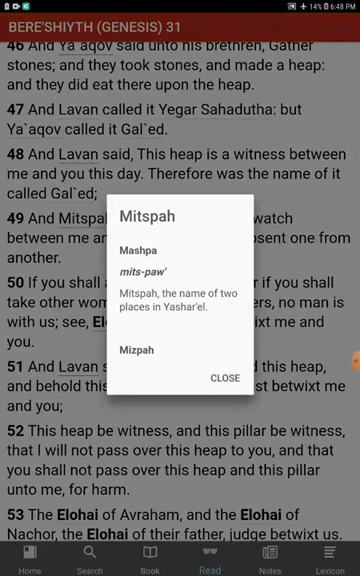 14% 6:48 PM
BERE'SHIYTH (GENESIS) 31
46 And Ya`aqov said unto his brethren, Gather
stones; and they took stones, and made a heap:
and they did eat there upon the heap.
47 And Lavan called it Yegar Sahadutha: but
Ya`aqov called it Gal`ed.
48 And Lavan said, This heap is a witness between
me and you this day. Therefore was the name of it
called Gal`ed;
49 And Mitspah watch
between me an
another.
50 If you shall r if you shall
take other wom ers, no man is
with us; see, Elo ixt me and
you.
51 And Lavan s d this heap,
and behold this st betwixt me
and you;
Mitspah
Mashpa
mits-paw'
Mitspah, the name of two
places in Yashar'el.
Mizpah
CLOSE
52 This heap be witness, and this pillar be witness,
that I will not pass over this heap to you, and that
you shall not pass over this heap and this pillar
unto me, for harm.
53 The Elohai of Avraham, and the Elohai of
Nachor, the Elohai of their father, judge betwixt us.
Home Search Book Read Notes Lexicon